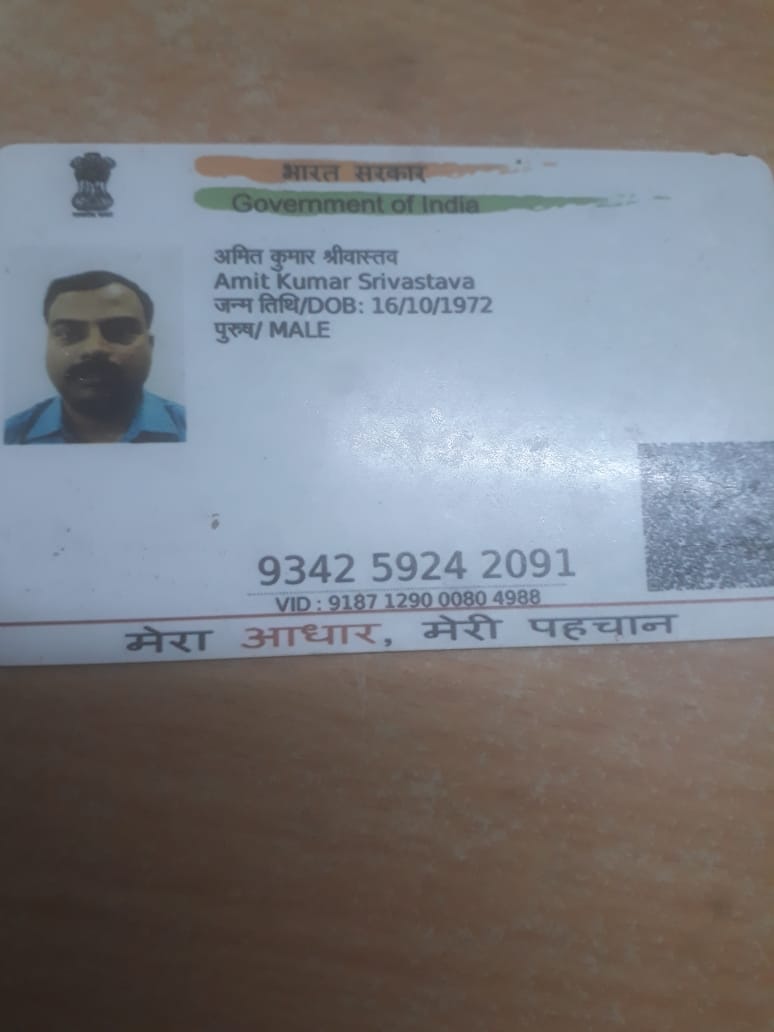 भारत सरकार
Government of India
अमित कुमार श्रीवास्तव
Amit Kumar Srivastava
जन्म तिथि/DOB: 16/10/1972
पुरुष/ MALE
9342 5924 2091
VID : 9187 1290 0080 4988
मेरा आधार, मेरी पहचान